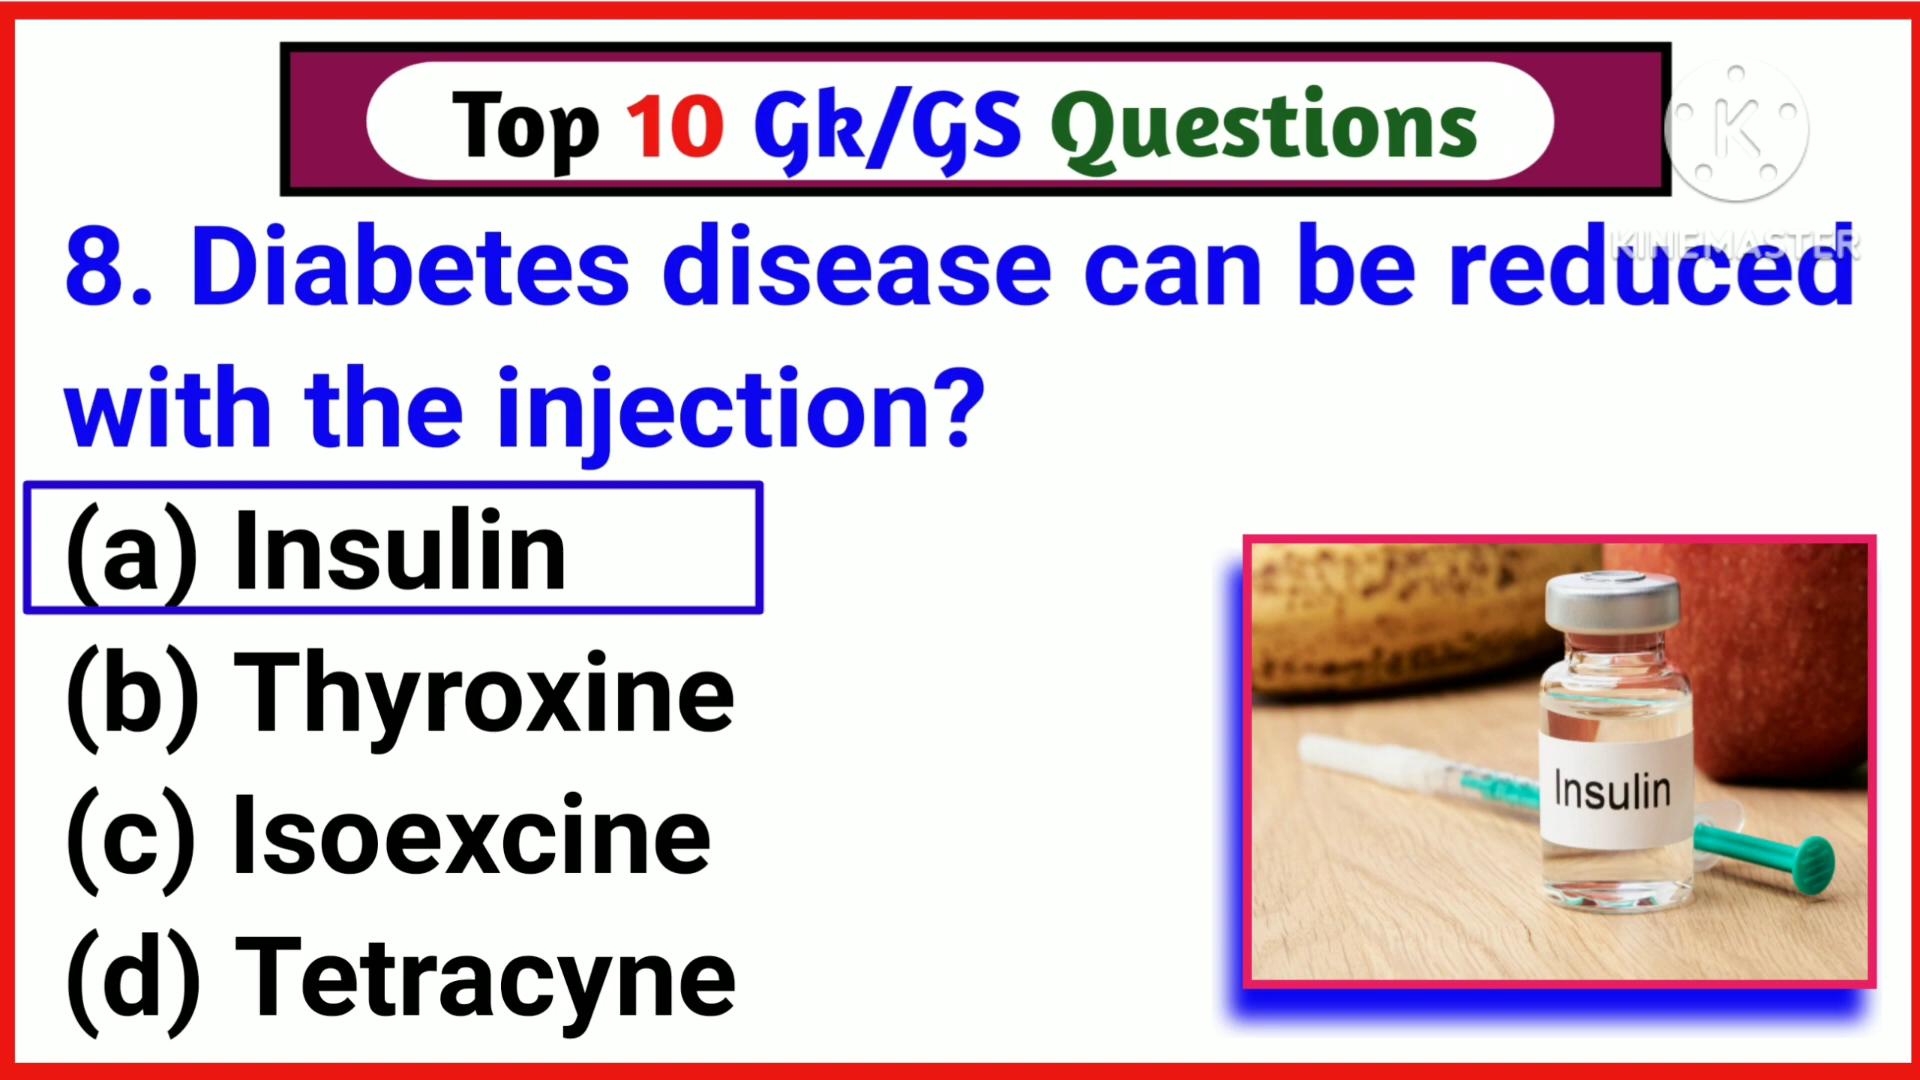 Top 10 Gk/GS Questions
K
KINEMASTER
8. Diabetes disease can be reduced
with the injection?
(a) Insulin
(b) Thyroxine
(c) Isoexcine
(d) Tetracyne
Insulin